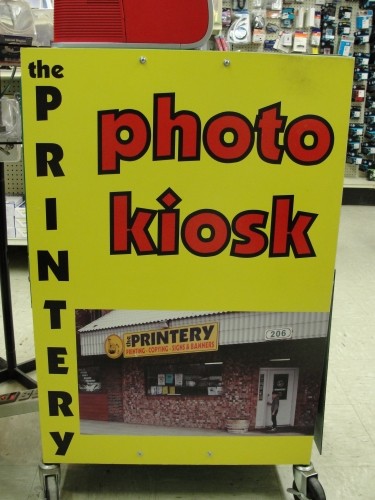 the
PRINTERY
photo
kiosk
the PRINTERY
PRINTING - COPYING - SIGNS & BANNERS
206